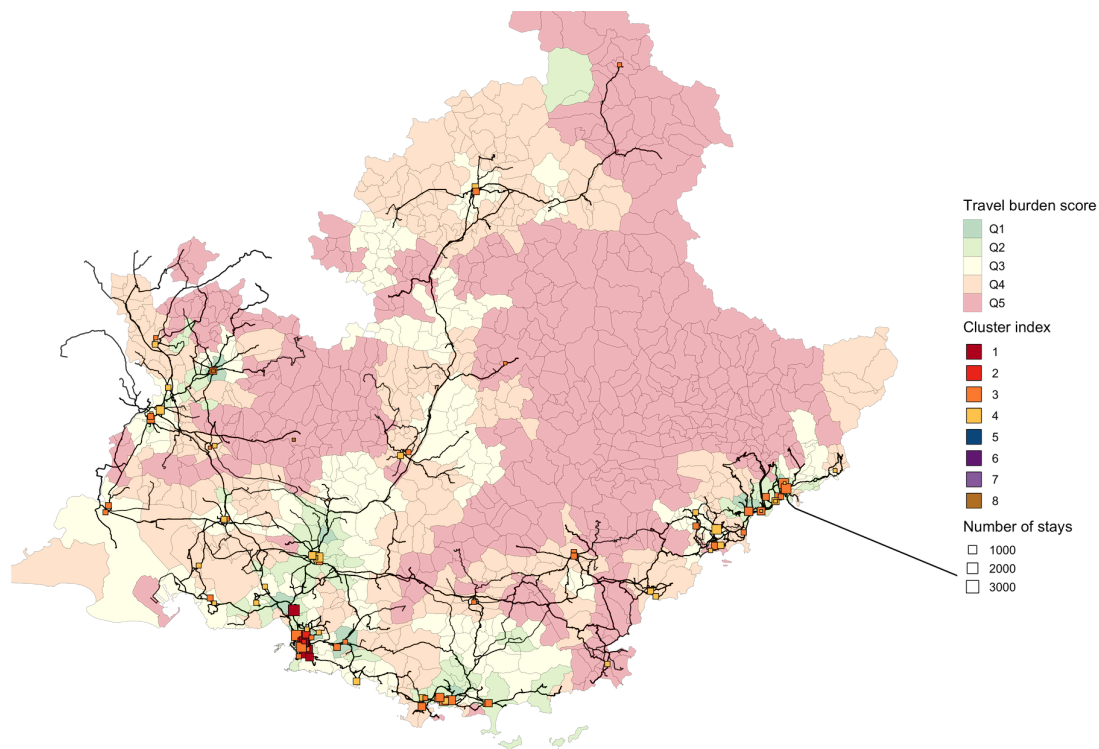 Travel burden score
Q1
Q2
Q3
Q4
Q5
Cluster index
1
2
3
4
5
6
7
8
Number of stays
1000
2000
3000